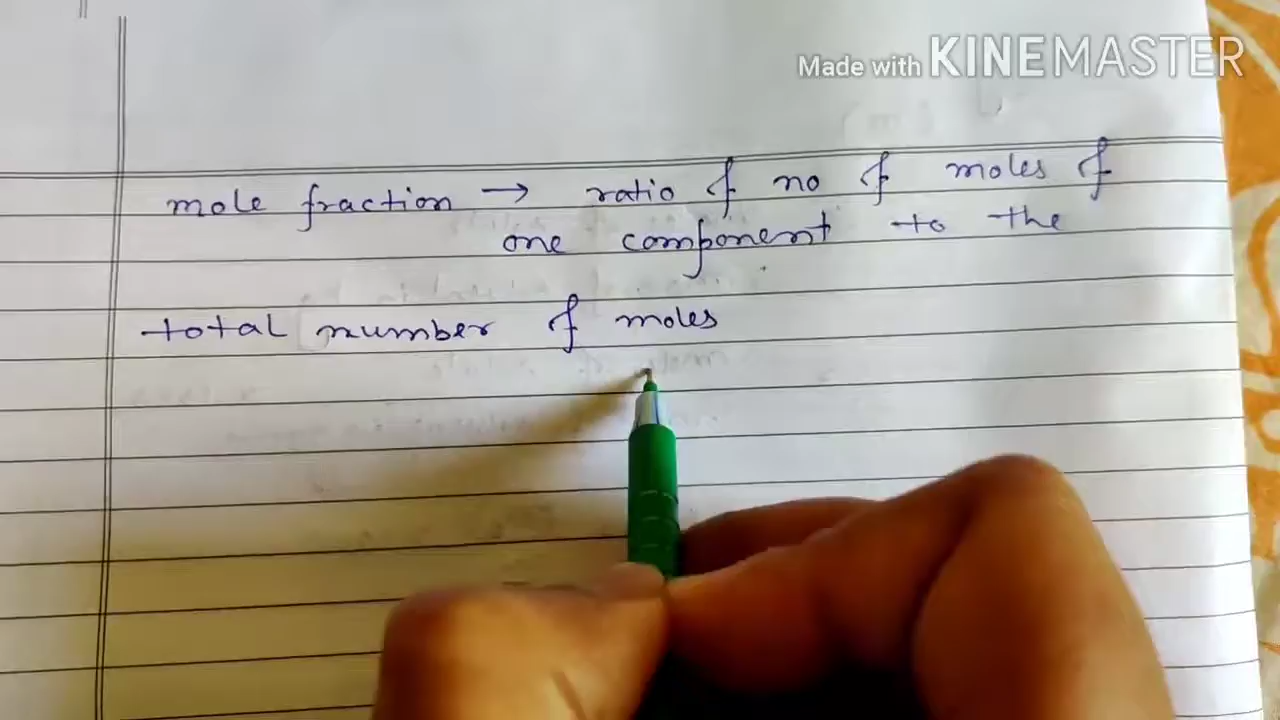 Made with KINEMASTER
mole fraction → ratio of no of moles of
one component to the
total number of moles